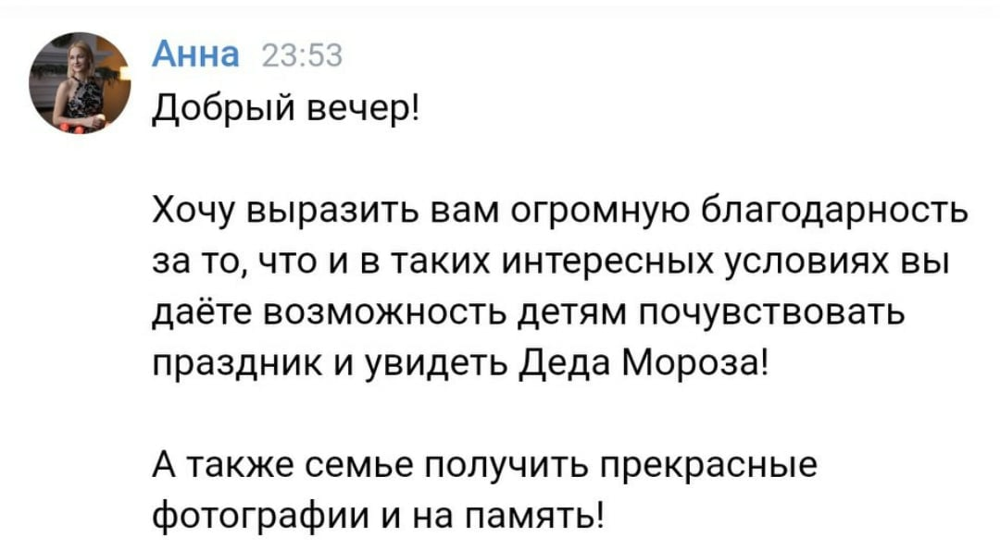 Анна 23:53
Добрый вечер!
Хочу выразить вам огромную благодарность
за то, что и в таких интересных условиях вы
даёте возможность детям почувствовать
праздник и увидеть Деда Мороза!
А также семье получить прекрасные
фотографии и на память!